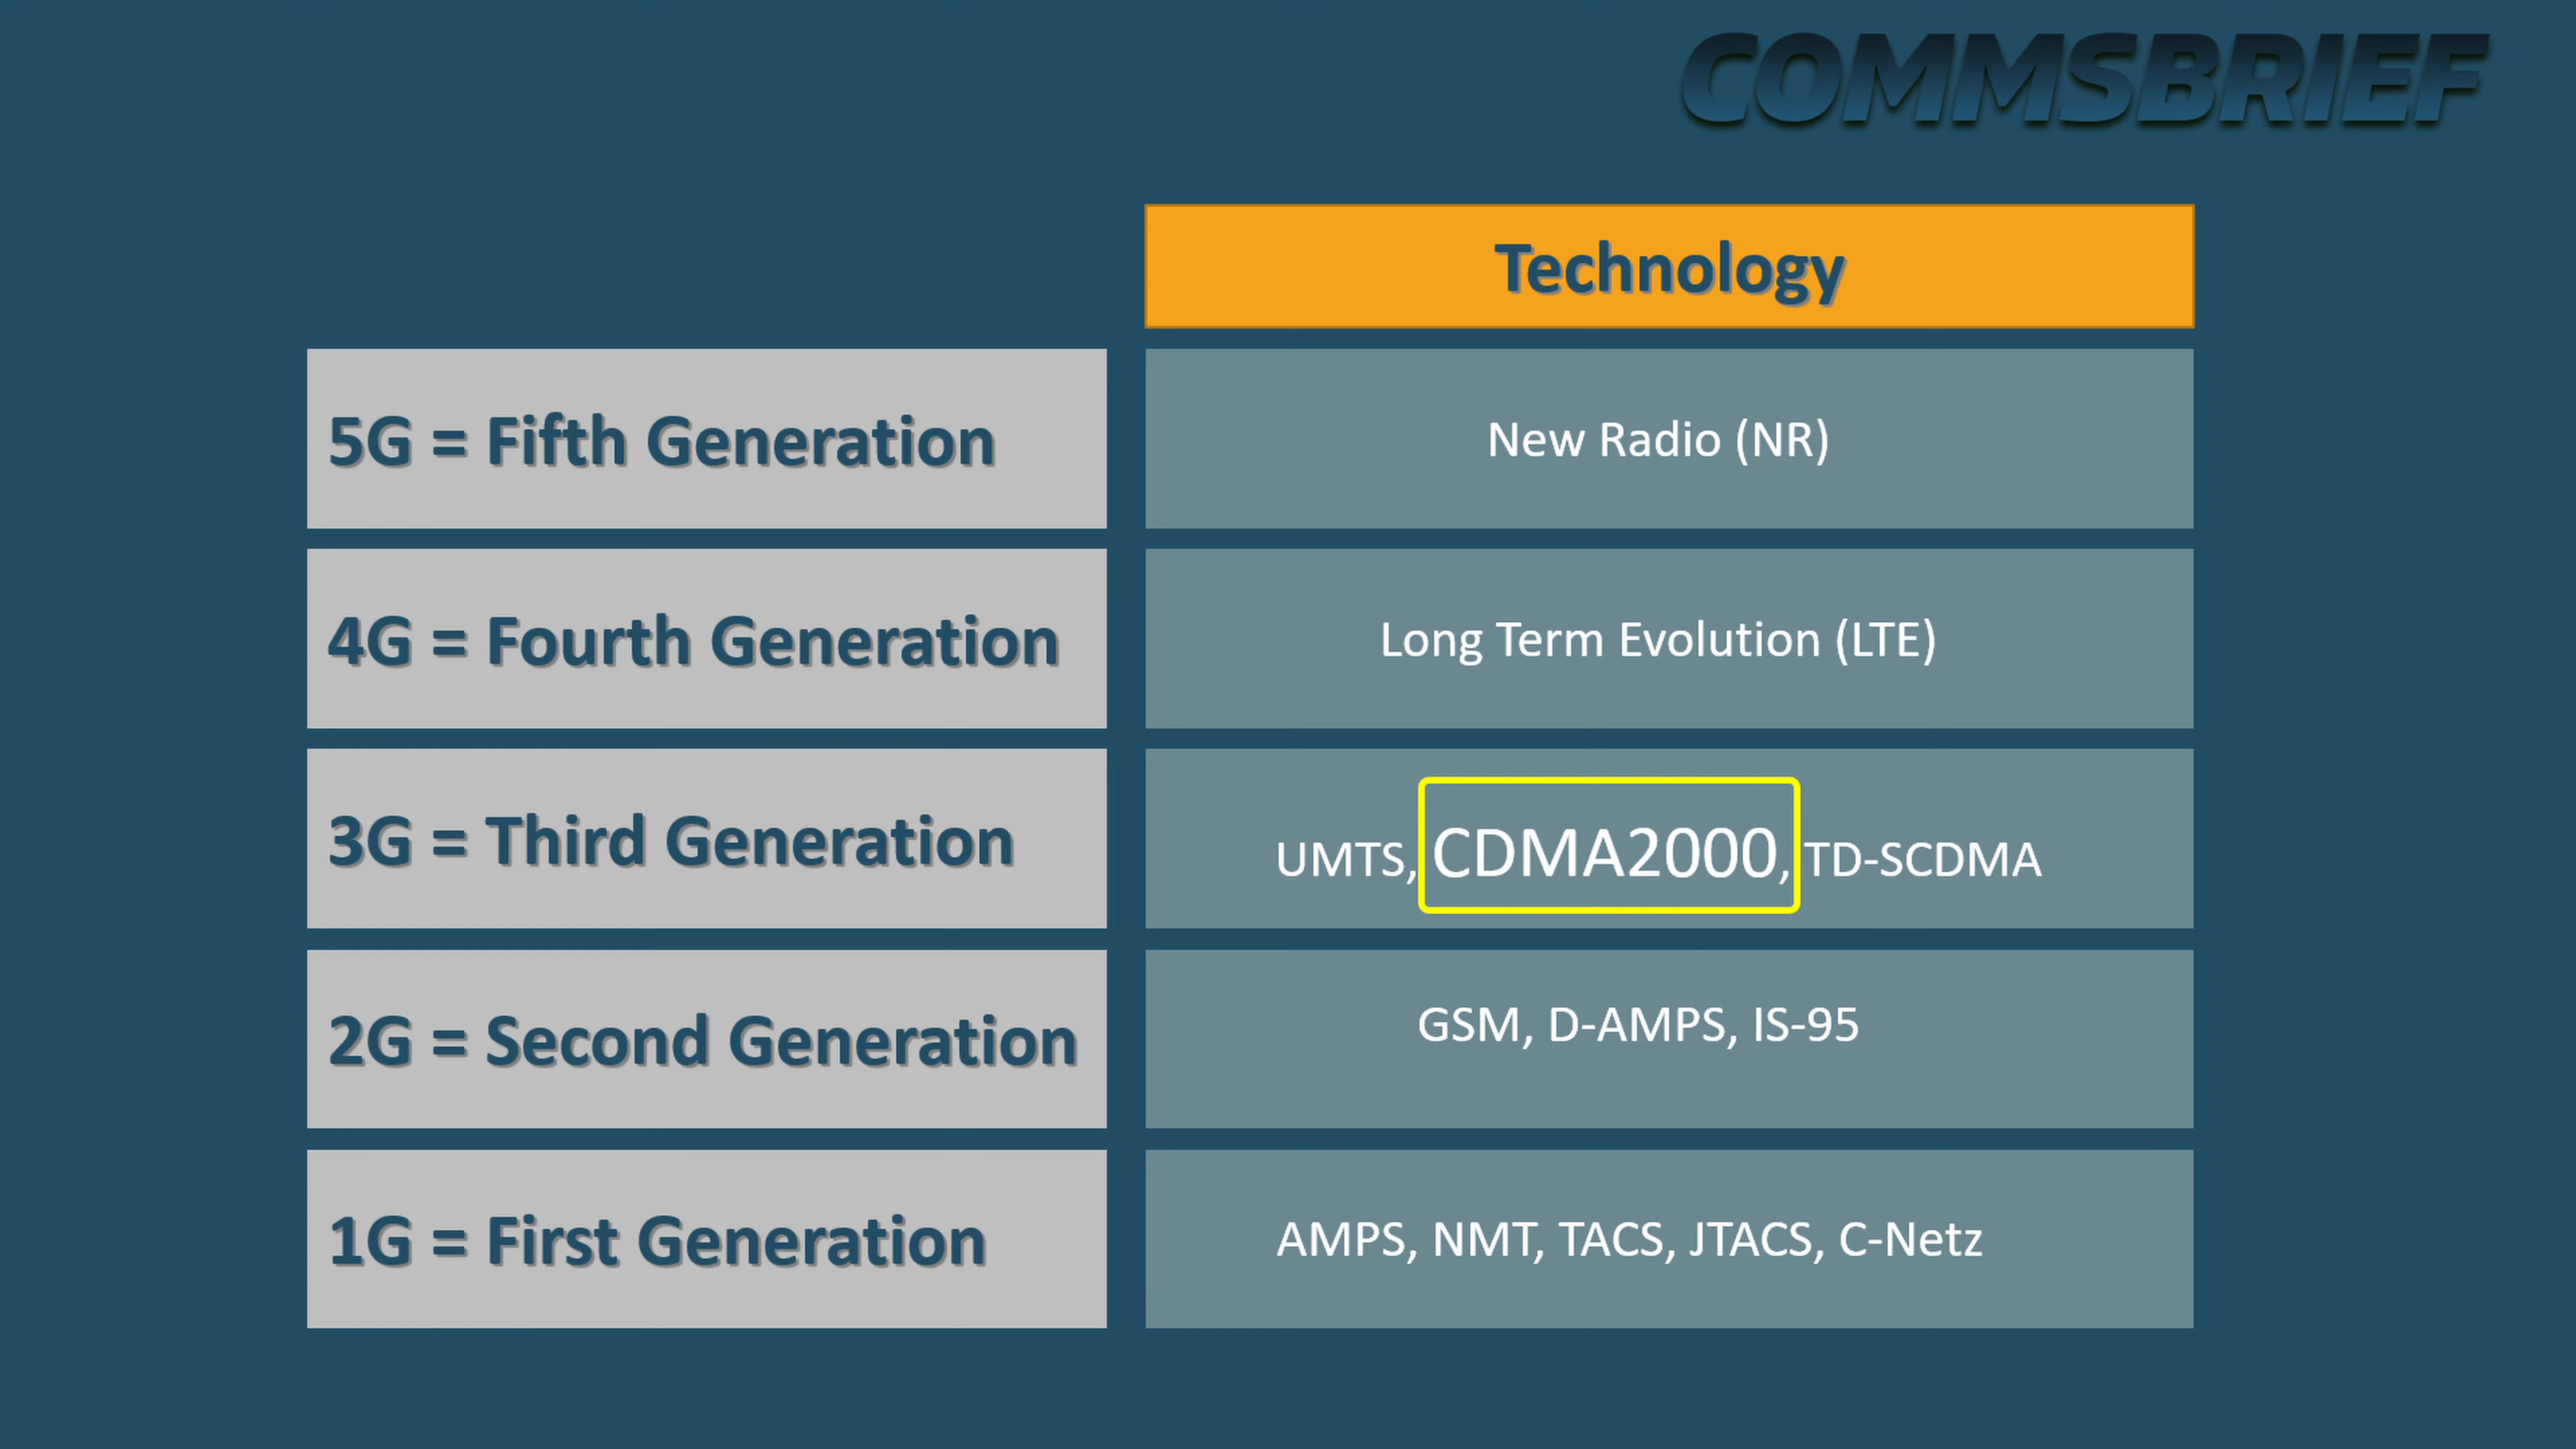 COMMSBRIEF
Technology
5G = Fifth Generation
New Radio (NR)
4G = Fourth Generation
Long Term Evolution (LTE)
3G = Third Generation
UMTS, CDMA2000, TD-SCDMA
2G = Second Generation
GSM, D-AMPS, IS-95
1G = First Generation
AMPS, NMT, TACS, JTACS, C-Netz